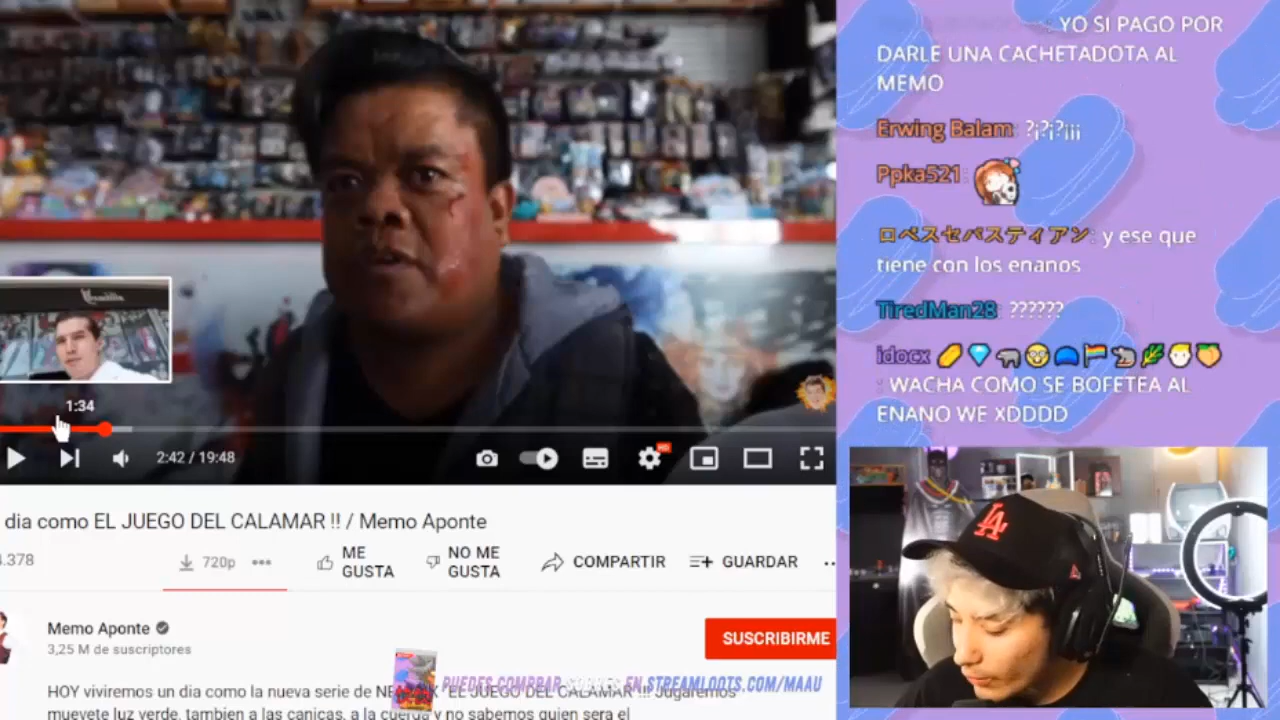 YO SI PAGO POR
DARLE UNA CACHETADOTA AL
MEMO
Erwing Balam: ?¡?¡?¡¡¡
Ppka521 :
ロペスセバスティアン: y ese que
tiene con los enanos
TiredMan28: ??????
idocx
: WACHA COMO SE BOFETEA AL
ENANO WE XDDDD
1:34
2:42 / 19:48
HD
dia como EL JUEGO DEL CALAMAR !! / Memo Aponte
.378
720p
ME GUSTA
NO ME GUSTA
COMPARTIR
GUARDAR
Memo Aponte
3,25 M de suscriptores
SUSCRIBIRME
HOY viviremos un dia como la nueva serie de "EL JUEGO DEL CALAMAR" !!! Jugaremos
muevete luz verde, tambien a las canicas, a la cuerda y no sabemos quien sera el
PUEDES COMPRAR EN STREAMLOOTS.COM/MAAU
LA